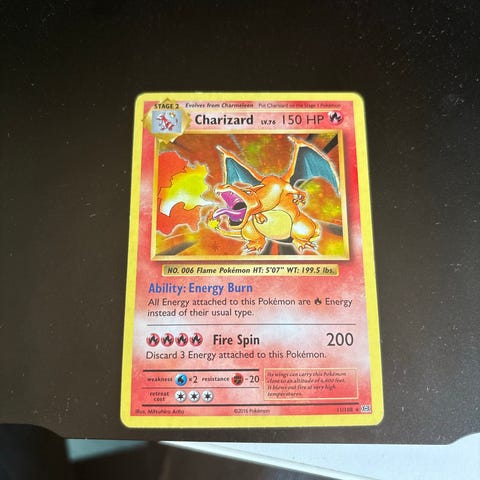 STAGE 2 Evolves from Charmeleon Put Charizard on the Stage 1 Pokémon
Charizard LV.76 150 HP
NO. 006 Flame Pokémon HT: 5'07" WT: 199.5 lbs.
Ability: Energy Burn
All Energy attached to this Pokémon are Energy
instead of their usual type.
Fire Spin 200
Discard 3 Energy attached to this Pokémon.
weakness ×2 resistance -20
retreat
cost
Its wings can carry this Pokémon
close to an altitude of 4,600 feet.
It blows out fire at very high
temperatures.
Illus. Mitsuhiro Arita ©2016 Pokémon 11/108